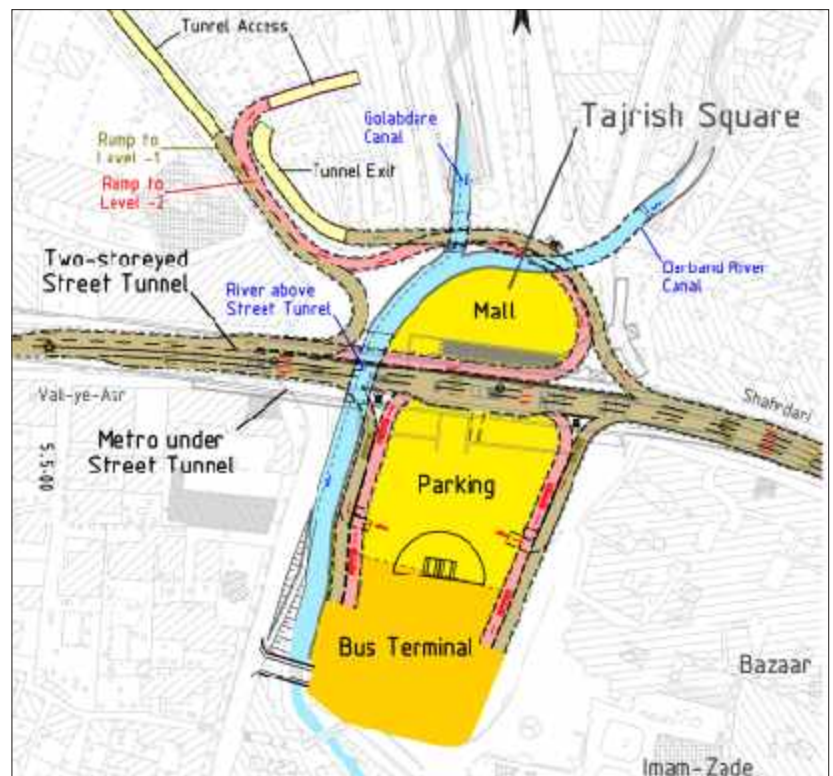 Tunnel Access
Golabdare
Canal
Tajrish Square
Ramp to
Level -1
Tunnel Exit
Ramp to
Level -2
Two-storeyed
Street Tunnel
River above
Street Tunnel
Darband River
Canal
Mall
Vali-ye-Asr
Shahrdari
Metro under
Street Tunnel
Parking
Bus Terminal
Bazaar
Imam-Zade